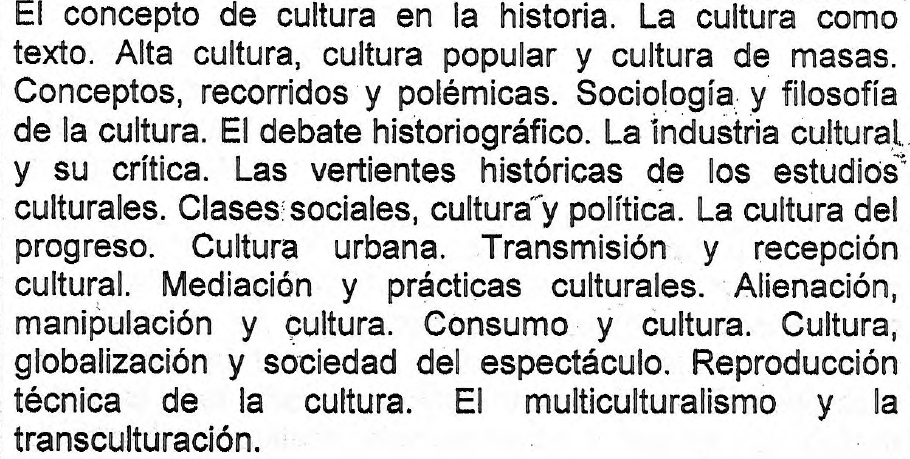 El concepto de cultura en la historia. La cultura como
texto. Alta cultura, cultura popular y cultura de masas.
Conceptos, recorridos y polémicas. Sociología y filosofía
de la cultura. El debate historiográfico. La industria cultural
y su crítica. Las vertientes históricas de los estudios
culturales. Clases sociales, cultura y política. La cultura del
progreso. Cultura urbana. Transmisión y recepción
cultural. Mediación y prácticas culturales. Alienación,
manipulación y cultura. Consumo y cultura. Cultura,
globalización y sociedad del espectáculo. Reproducción
técnica de la cultura. El multiculturalismo y la
transculturación.